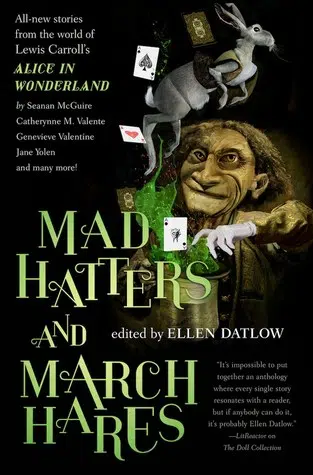 All-new stories
from the world of
Lewis Carroll's
ALICE IN
WONDERLAND
by Seanan McGuire
Catherynne M. Valente
Genevieve Valentine
Jane Yolen
and many more!
MAD
HATTERS
AND
MARCH
HARES
edited by ELLEN DATLOW
"It's impossible to put
together an anthology
where every single story
resonates with a reader,
but if anybody can do it,
it's probably Ellen Datlow."
—LitReactor on
The Doll Collection